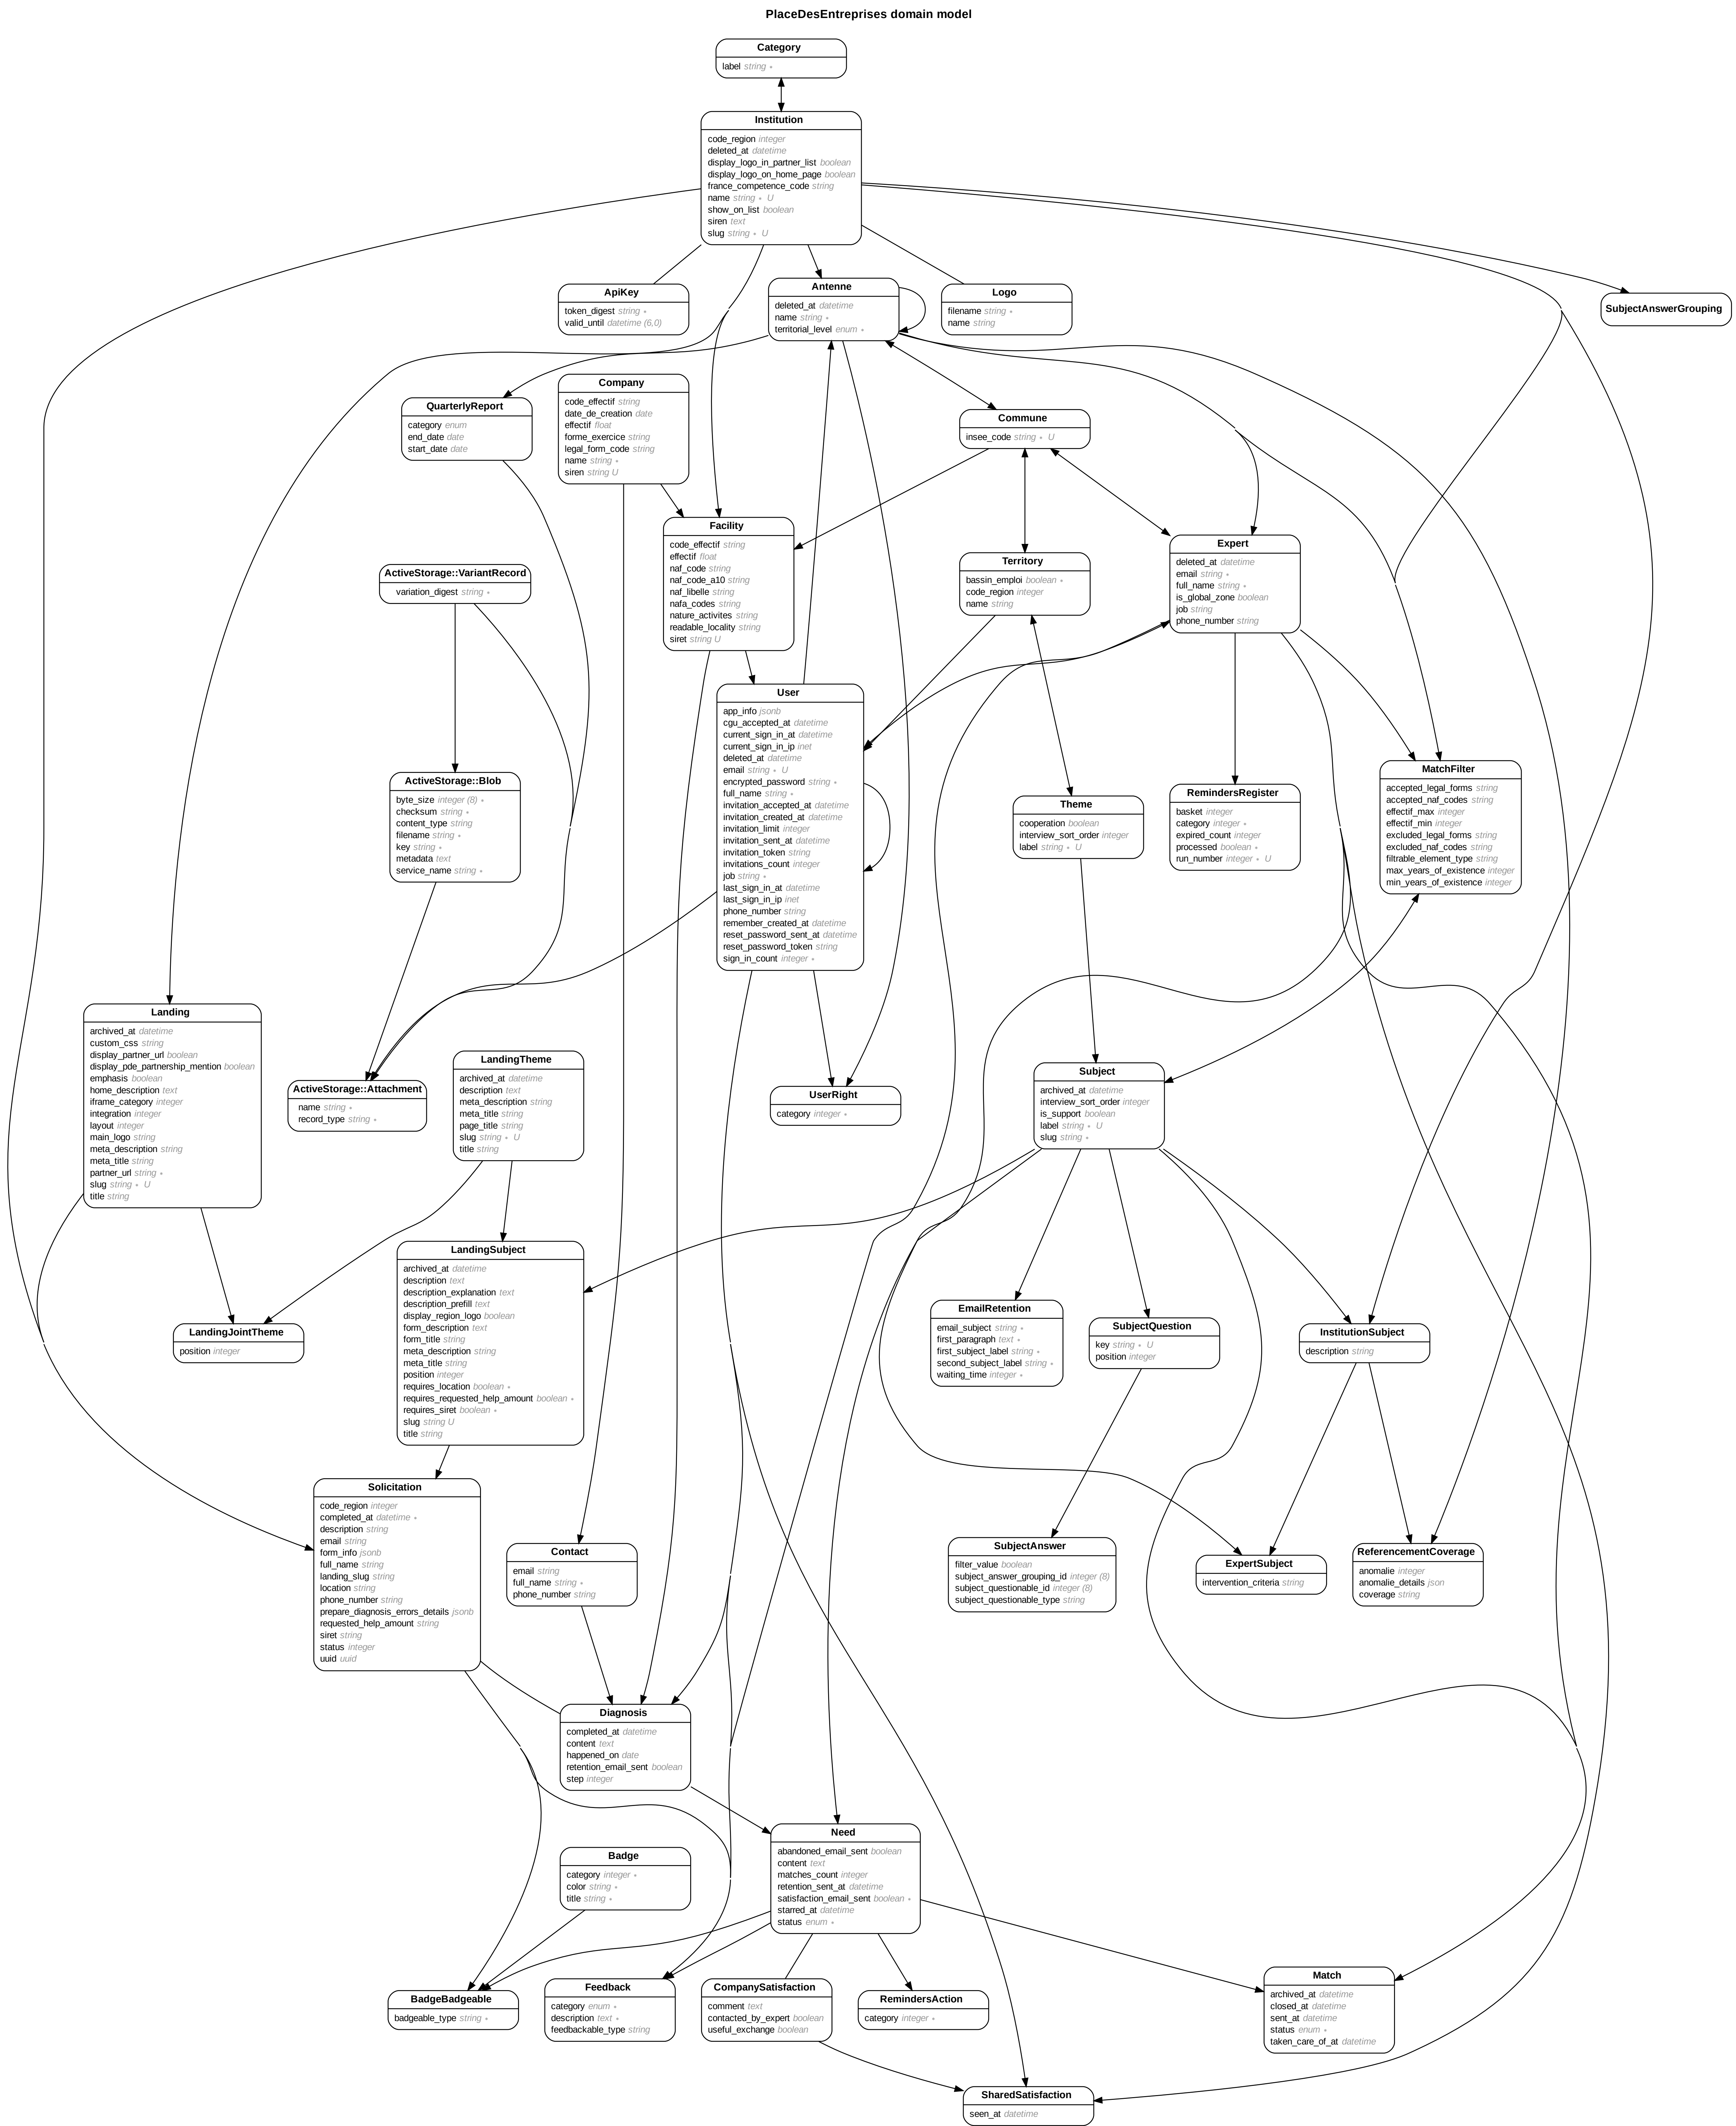 PlaceDesEntreprises domain model
Category
label string ∗
Institution
code_region integer
deleted_at datetime
display_logo_in_partner_list boolean
display_logo_on_home_page boolean
france_competence_code string
name string ∗ U
show_on_list boolean
siren text
slug string ∗ U
ApiKey
token_digest string ∗
valid_until datetime (6,0)
Antenne
deleted_at datetime
name string ∗
territorial_level enum ∗
Logo
filename string ∗
name string
SubjectAnswerGrouping
Company
code_effectif string
date_de_creation date
effectif float
forme_exercice string
legal_form_code string
name string ∗
siren string U
QuarterlyReport
category enum
end_date date
start_date date
Commune
insee_code string ∗ U
Facility
code_effectif string
effectif float
naf_code string
naf_code_a10 string
naf_libelle string
nafa_codes string
nature_activites string
readable_locality string
siret string U
Expert
deleted_at datetime
email string ∗
full_name string ∗
is_global_zone boolean
job string
phone_number string
Territory
bassin_emploi boolean ∗
code_region integer
name string
ActiveStorage::VariantRecord
variation_digest string ∗
User
app_info jsonb
cgu_accepted_at datetime
current_sign_in_at datetime
current_sign_in_ip inet
deleted_at datetime
email string ∗ U
encrypted_password string ∗
full_name string ∗
invitation_accepted_at datetime
invitation_created_at datetime
invitation_limit integer
invitation_sent_at datetime
invitation_token string
invitations_count integer
job string ∗
last_sign_in_at datetime
last_sign_in_ip inet
phone_number string
remember_created_at datetime
reset_password_sent_at datetime
reset_password_token string
sign_in_count integer ∗
MatchFilter
accepted_legal_forms string
accepted_naf_codes string
effectif_max integer
effectif_min integer
excluded_legal_forms string
excluded_naf_codes string
filtrable_element_type string
max_years_of_existence integer
min_years_of_existence integer
ActiveStorage::Blob
byte_size integer (8) ∗
checksum string ∗
content_type string
filename string ∗
key string ∗
metadata text
service_name string ∗
RemindersRegister
basket integer
category integer ∗
expired_count integer
processed boolean ∗
run_number integer ∗ U
Theme
cooperation boolean
interview_sort_order integer
label string ∗ U
Landing
archived_at datetime
custom_css string
display_partner_url boolean
display_pde_partnership_mention boolean
emphasis boolean
home_description text
iframe_category integer
integration integer
layout integer
main_logo string
meta_description string
meta_title string
partner_url string ∗
slug string ∗ U
title string
ActiveStorage::Attachment
name string ∗
record_type string ∗
LandingTheme
archived_at datetime
description text
meta_description string
meta_title string
page_title string
slug string ∗ U
title string
UserRight
category integer ∗
Subject
archived_at datetime
interview_sort_order integer
is_support boolean
label string ∗ U
slug string ∗
LandingSubject
archived_at datetime
description text
description_explanation text
description_prefill text
display_region_logo boolean
form_description text
form_title string
meta_description string
meta_title string
position integer
requires_location boolean ∗
requires_requested_help_amount boolean ∗
requires_siret boolean ∗
slug string U
title string
LandingJointTheme
position integer
EmailRetention
email_subject string ∗
first_paragraph text ∗
first_subject_label string ∗
second_subject_label string ∗
waiting_time integer ∗
SubjectQuestion
key string ∗ U
position integer
InstitutionSubject
description string
Solicitation
code_region integer
completed_at datetime ∗
description string
email string
form_info jsonb
full_name string
landing_slug string
location string
phone_number string
prepare_diagnosis_errors_details jsonb
requested_help_amount string
siret string
status integer
uuid uuid
Contact
email string
full_name string ∗
phone_number string
SubjectAnswer
filter_value boolean
subject_answer_grouping_id integer (8)
subject_questionable_id integer (8)
subject_questionable_type string
ExpertSubject
intervention_criteria string
ReferencementCoverage
anomalie integer
anomalie_details json
coverage string
Diagnosis
completed_at datetime
content text
happened_on date
retention_email_sent boolean
step integer
Need
abandoned_email_sent boolean
content text
matches_count integer
retention_sent_at datetime
satisfaction_email_sent boolean ∗
starred_at datetime
status enum ∗
Badge
category integer ∗
color string ∗
title string ∗
BadgeBadgeable
badgeable_type string ∗
Feedback
category enum ∗
description text ∗
feedbackable_type string
CompanySatisfaction
comment text
contacted_by_expert boolean
useful_exchange boolean
RemindersAction
category integer ∗
Match
archived_at datetime
closed_at datetime
sent_at datetime
status enum ∗
taken_care_of_at datetime
SharedSatisfaction
seen_at datetime